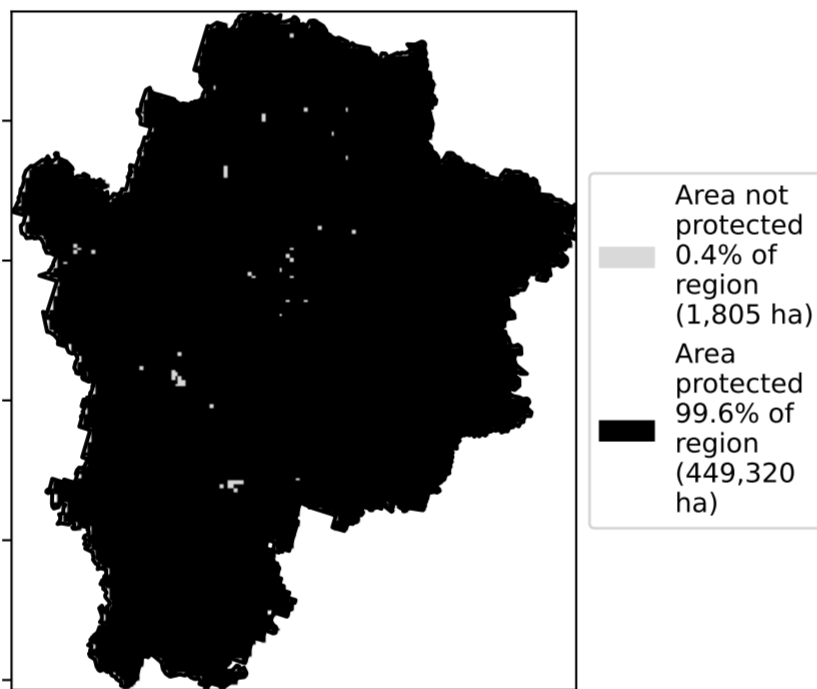 Area not
protected
0.4% of
region
(1,805 ha)
Area
protected
99.6% of
region
(449,320
ha)